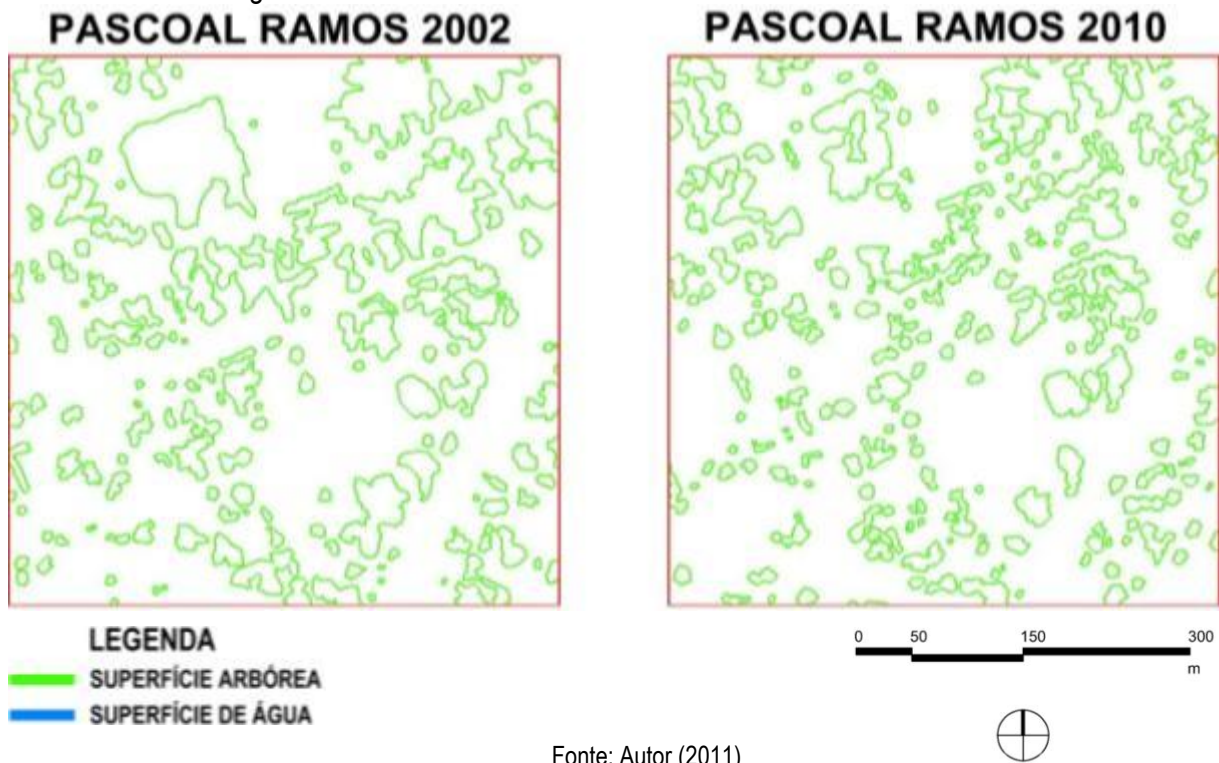 PASCOAL RAMOS 2002
PASCOAL RAMOS 2010
LEGENDA
SUPERFÍCIE ARBÓREA
SUPERFÍCIE DE ÁGUA
0 50 150 300
m
Fonte: Autor (2011)